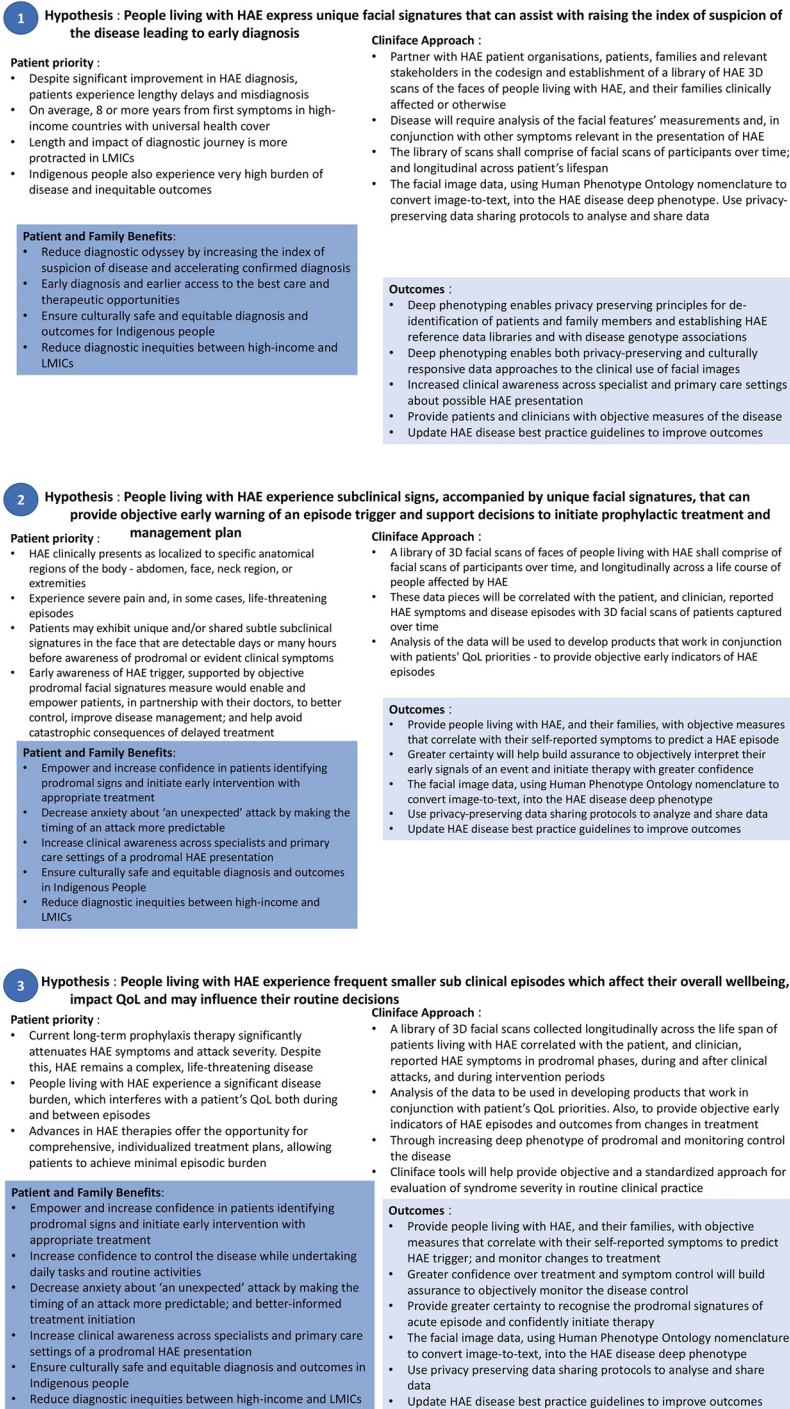 1
Hypothesis : People living with HAE express unique facial signatures that can assist with raising the index of suspicion of
the disease leading to early diagnosis
Patient priority :
• Despite significant improvement in HAE diagnosis,
patients experience lengthy delays and misdiagnosis
• On average, 8 or more years from first symptoms in high-
income countries with universal health cover
• Length and impact of diagnostic journey is more
protracted in LMICs
• Indigenous people also experience very high burden of
disease and inequitable outcomes
Patient and Family Benefits:
• Reduce diagnostic odyssey by increasing the index of
suspicion of disease and accelerating confirmed diagnosis
• Early diagnosis and earlier access to the best care and
therapeutic opportunities
• Ensure culturally safe and equitable diagnosis and
outcomes for Indigenous people
• Reduce diagnostic inequities between high-income and
LMICs
Cliniface Approach :
• Partner with HAE patient organisations, patients, families and relevant
stakeholders in the codesign and establishment of a library of HAE 3D
scans of the faces of people living with HAE, and their families clinically
affected or otherwise
• Disease will require analysis of the facial features' measurements and, in
conjunction with other symptoms relevant in the presentation of HAE
• The library of scans shall comprise of facial scans of participants over time;
and longitudinal across patient's lifespan
• The facial image data, using Human Phenotype Ontology nomenclature to
convert image-to-text, into the HAE disease deep phenotype. Use privacy-
preserving data sharing protocols to analyse and share data
Outcomes :
• Deep phenotyping enables privacy preserving principles for de-
identification of patients and family members and establishing HAE
reference data libraries and with disease genotype associations
• Deep phenotyping enables both privacy-preserving and culturally
responsive data approaches to the clinical use of facial images
• Increased clinical awareness across specialist and primary care settings
about possible HAE presentation
• Provide patients and clinicians with objective measures of the disease
• Update HAE disease best practice guidelines to improve outcomes
2
Hypothesis : People living with HAE experience subclinical signs, accompanied by unique facial signatures, that can
provide objective early warning of an episode trigger and support decisions to initiate prophylactic treatment and
management plan
Patient priority :
• HAE clinically presents as localized to specific anatomical
regions of the body - abdomen, face, neck region, or
extremities
• Experience severe pain and, in some cases, life-threatening
episodes
• Patients may exhibit unique and/or shared subtle subclinical
signatures in the face that are detectable days or many hours
before awareness of prodromal or evident clinical symptoms
• Early awareness of HAE trigger, supported by objective
prodromal facial signatures measure would enable and
empower patients, in partnership with their doctors, to better
control, improve disease management; and help avoid
catastrophic consequences of delayed treatment
Patient and Family Benefits:
• Empower and increase confidence in patients identifying
prodromal signs and initiate early intervention with
appropriate treatment
• Decrease anxiety about 'an unexpected' attack by making the
timing of an attack more predictable
• Increase clinical awareness across specialists and primary
care settings of a prodromal HAE presentation
• Ensure culturally safe and equitable diagnosis and outcomes
in Indigenous People
• Reduce diagnostic inequities between high-income and
LMICs
Cliniface Approach :
• A library of 3D facial scans of faces of people living with HAE shall comprise of
facial scans of participants over time, and longitudinally across a life course of
people affected by HAE
• These data pieces will be correlated with the patient, and clinician, reported
HAE symptoms and disease episodes with 3D facial scans of patients captured
over time
• Analysis of the data will be used to develop products that work in conjunction
with patients' QoL priorities - to provide objective early indicators of HAE
episodes
Outcomes :
• Provide people living with HAE, and their families, with objective measures
that correlate with their self-reported symptoms to predict a HAE episode
• Greater certainty will help build assurance to objectively interpret their
early signals of an event and initiate therapy with greater confidence
• The facial image data, using Human Phenotype Ontology nomenclature to
convert image-to-text, into the HAE disease deep phenotype
• Use privacy-preserving data sharing protocols to analyze and share data
• Update HAE disease best practice guidelines to improve outcomes
3
Hypothesis : People living with HAE experience frequent smaller sub clinical episodes which affect their overall wellbeing,
impact QoL and may influence their routine decisions
Patient priority :
• Current long-term prophylaxis therapy significantly
attenuates HAE symptoms and attack severity. Despite
this, HAE remains a complex, life-threatening disease
• People living with HAE experience a significant disease
burden, which interferes with a patient's QoL both during
and between episodes
• Advances in HAE therapies offer the opportunity for
comprehensive, individualized treatment plans, allowing
patients to achieve minimal episodic burden
Patient and Family Benefits:
• Empower and increase confidence in patients identifying
prodromal signs and initiate early intervention with
appropriate treatment
• Increase confidence to control the disease while undertaking
daily tasks and routine activities
• Decrease anxiety about 'an unexpected' attack by making the
timing of an attack more predictable; and better-informed
treatment initiation
• Increase clinical awareness across specialists and primary care
settings of a prodromal HAE presentation
• Ensure culturally safe and equitable diagnosis and outcomes in
Indigenous people
• Reduce diagnostic inequities between high-income and LMICs
Cliniface Approach :
• A library of 3D facial scans collected longitudinally across the life span of
patients living with HAE correlated with the patient, and clinician,
reported HAE symptoms in prodromal phases, during and after clinical
attacks, and during intervention periods
• Analysis of the data to be used in developing products that work in
conjunction with patient's QoL priorities. Also, to provide objective early
indicators of HAE episodes and outcomes from changes in treatment
• Through increasing deep phenotype of prodromal and monitoring control
the disease
• Cliniface tools will help provide objective and a standardized approach for
evaluation of syndrome severity in routine clinical practice
Outcomes :
• Provide people living with HAE, and their families, with objective
measures that correlate with their self-reported symptoms to predict
HAE trigger; and monitor changes to treatment
• Greater confidence over treatment and symptom control will build
assurance to objectively monitor the disease control
• Provide greater certainty to recognise the prodromal signatures of
acute episode and confidently initiate therapy
• The facial image data, using Human Phenotype Ontology nomenclature
to convert image-to-text, into the HAE disease deep phenotype
• Use privacy preserving data sharing protocols to analyse and share
data
• Update HAE disease best practice guidelines to improve outcomes